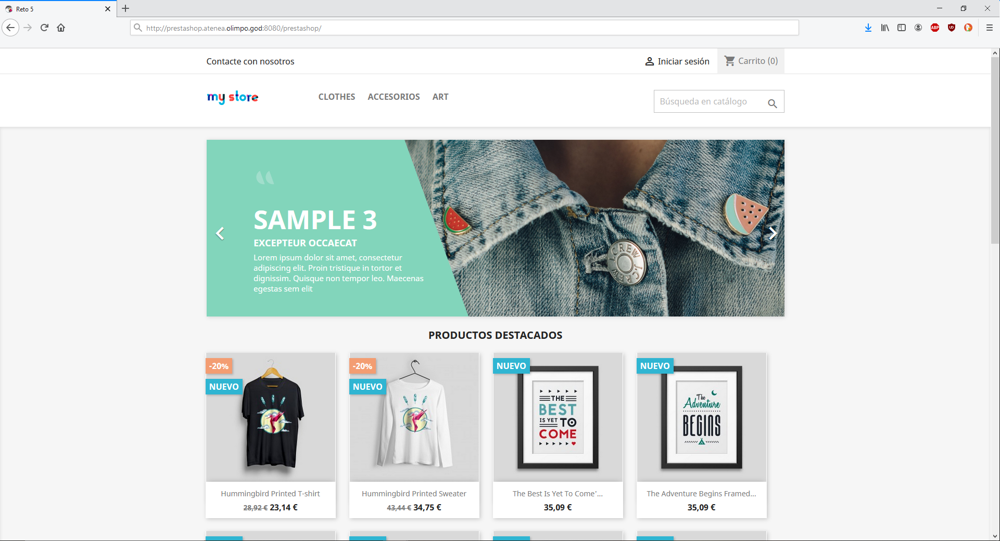 Reto 5
http://prestashop.atenea.olimpo.god:8080/prestashop/
ABP
UD
Contacte con nosotros
Iniciar sesión
Carrito (0)
my store
CLOTHES
ACCESORIOS
ART
Búsqueda en catálogo
“
SAMPLE 3
EXCEPTEUR OCCAECAT
Lorem ipsum dolor sit amet, consectetur
adipiscing elit. Proin tristique in tortor et
dignissim. Quisque non tempor leo. Maecenas
egestas sem elit
J.CREW J.CREW
PRODUCTOS DESTACADOS
-20%
NUEVO
Hummingbird Printed T-shirt
28,92 € 23,14 €
-20%
NUEVO
Hummingbird Printed Sweater
43,44 € 34,75 €
NUEVO
THE
BEST
IS YET TO
COME
The Best Is Yet To Come'...
35,09 €
NUEVO
The
Adventure
BEGINS
The Adventure Begins Framed...
35,09 €